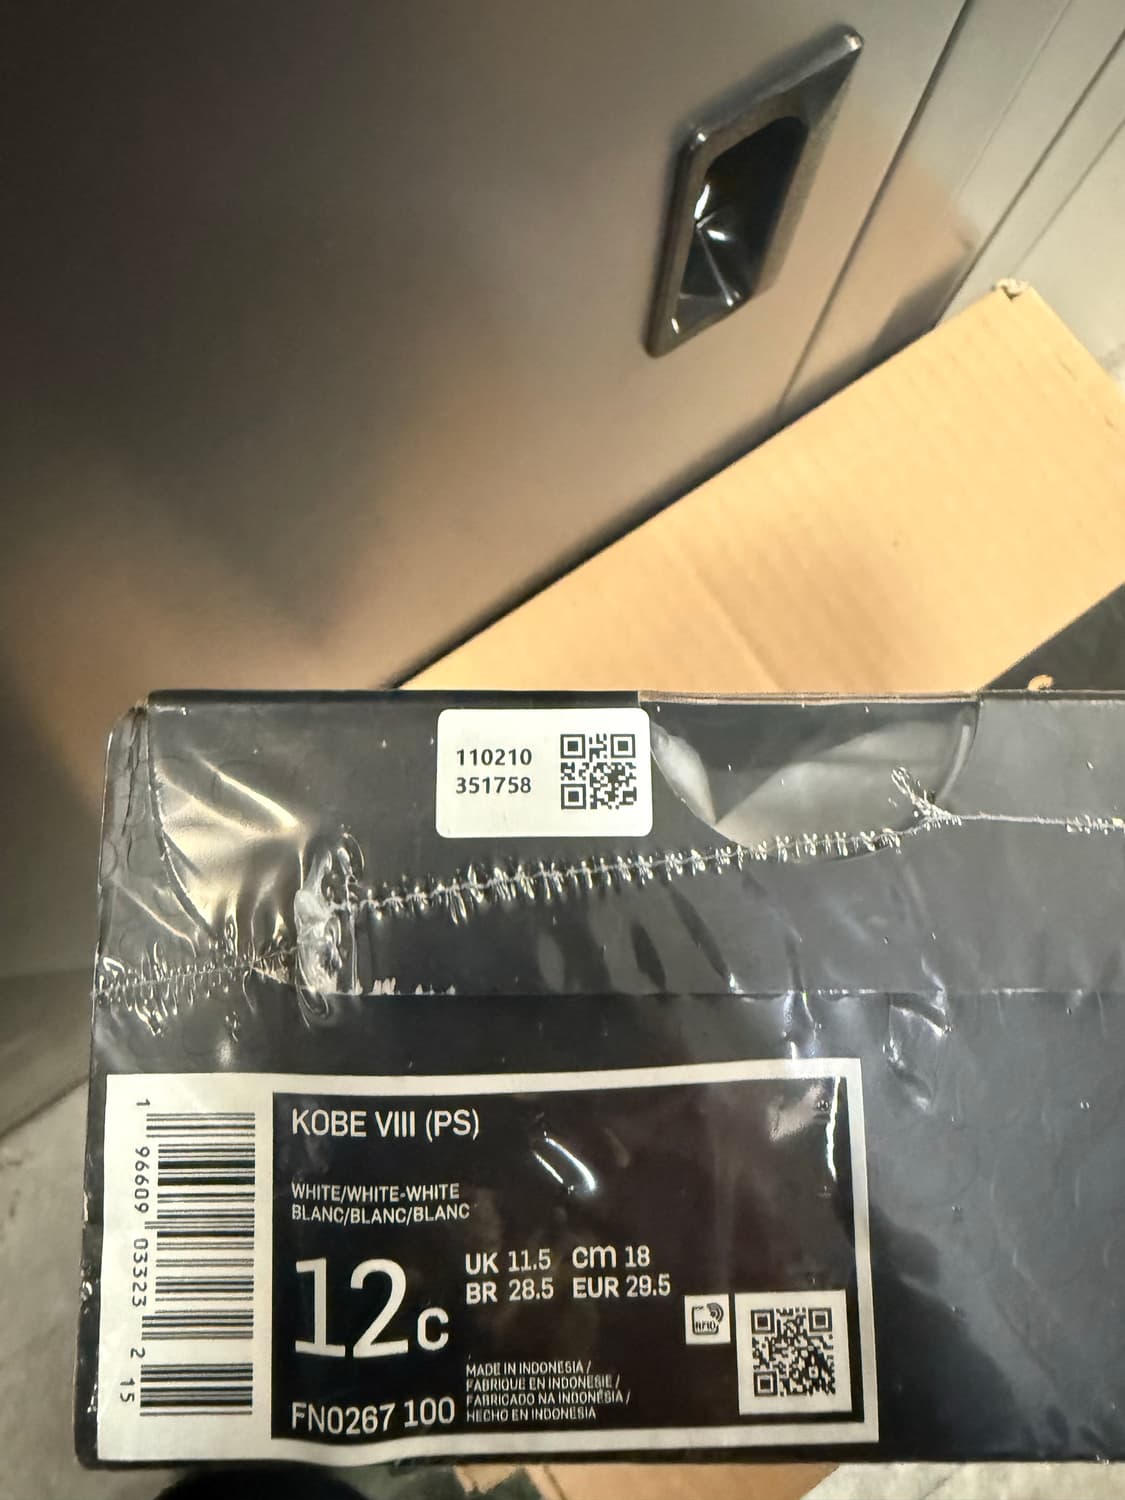 110210
351758
KOBE VIII (PS)
WHITE/WHITE-WHITE
BLANC/BLANC/BLANC
12c
UK 11.5 cm 18
BR 28.5 EUR 29.5
RFID
MADE IN INDONESIA /
FABRIQUE EN INDONESIE /
FABRICADO NA INDONÉSIA /
HECHO EN INDONESIA
FN0267 100
1 96609 03323 2 15